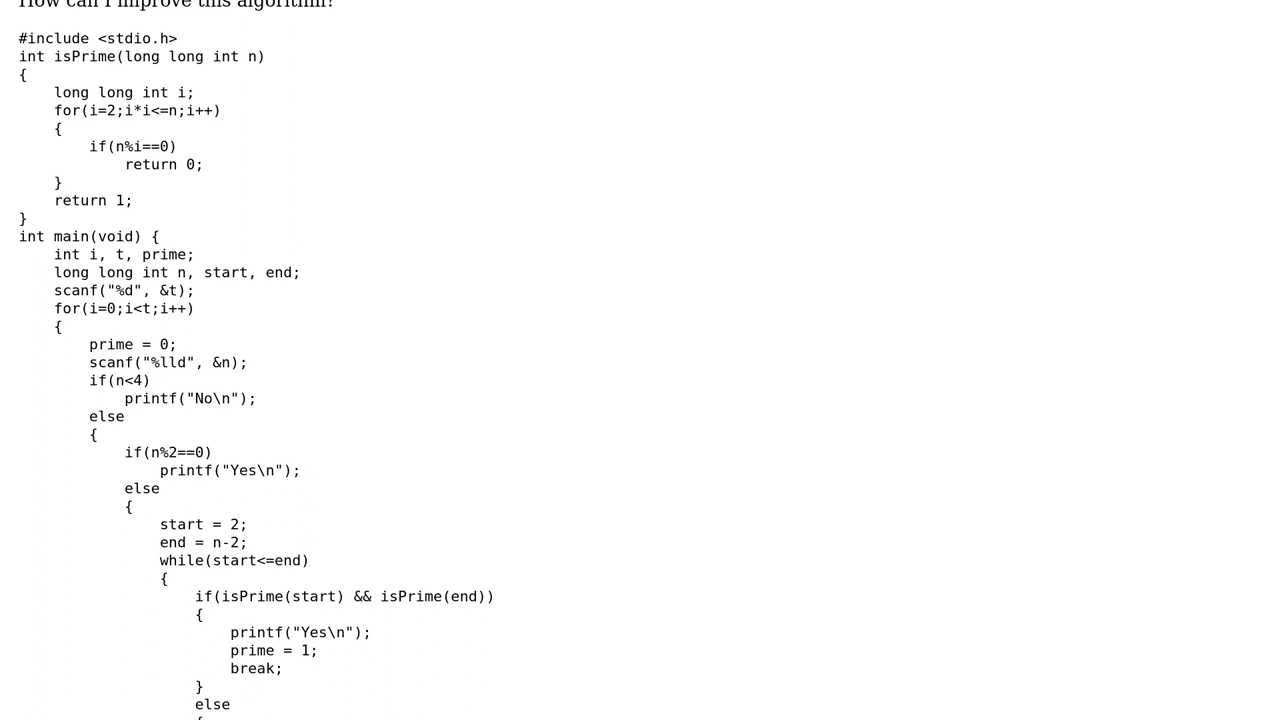 How can I improve this algorithm?
#include <stdio.h>
int isPrime(long long int n)
{
    long long int i;
    for(i=2;i*i<=n;i++)
    {
        if(n%i==0)
            return 0;
    }
    return 1;
}
int main(void) {
    int i, t, prime;
    long long int n, start, end;
    scanf("%d", &t);
    for(i=0;i<t;i++)
    {
        prime = 0;
        scanf("%lld", &n);
        if(n<4)
            printf("No\n");
        else
        {
            if(n%2==0)
                printf("Yes\n");
            else
            {
                start = 2;
                end = n-2;
                while(start<=end)
                {
                    if(isPrime(start) && isPrime(end))
                    {
                        printf("Yes\n");
                        prime = 1;
                        break;
                    }
                    else
                    {